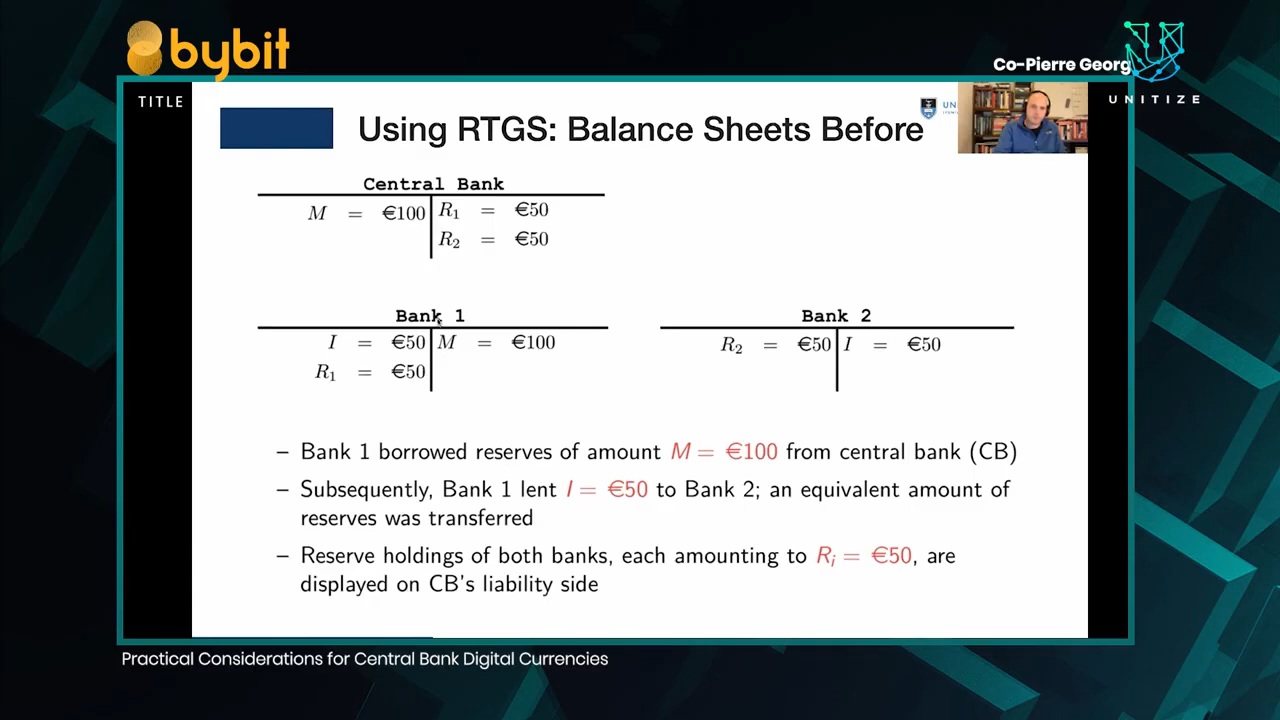 bybit
Co-Pierre Georg
UNITIZE
TITLE
Using RTGS: Balance Sheets Before
Central Bank
M = €100 R₁ = €50
R₂ = €50
Bank 1
I = €50 M = €100
R₁ = €50
Bank 2
R₂ = €50 I = €50
– Bank 1 borrowed reserves of amount M = €100 from central bank (CB)
– Subsequently, Bank 1 lent I = €50 to Bank 2; an equivalent amount of
reserves was transferred
– Reserve holdings of both banks, each amounting to Rᵢ = €50, are
displayed on CB's liability side
Practical Considerations for Central Bank Digital Currencies